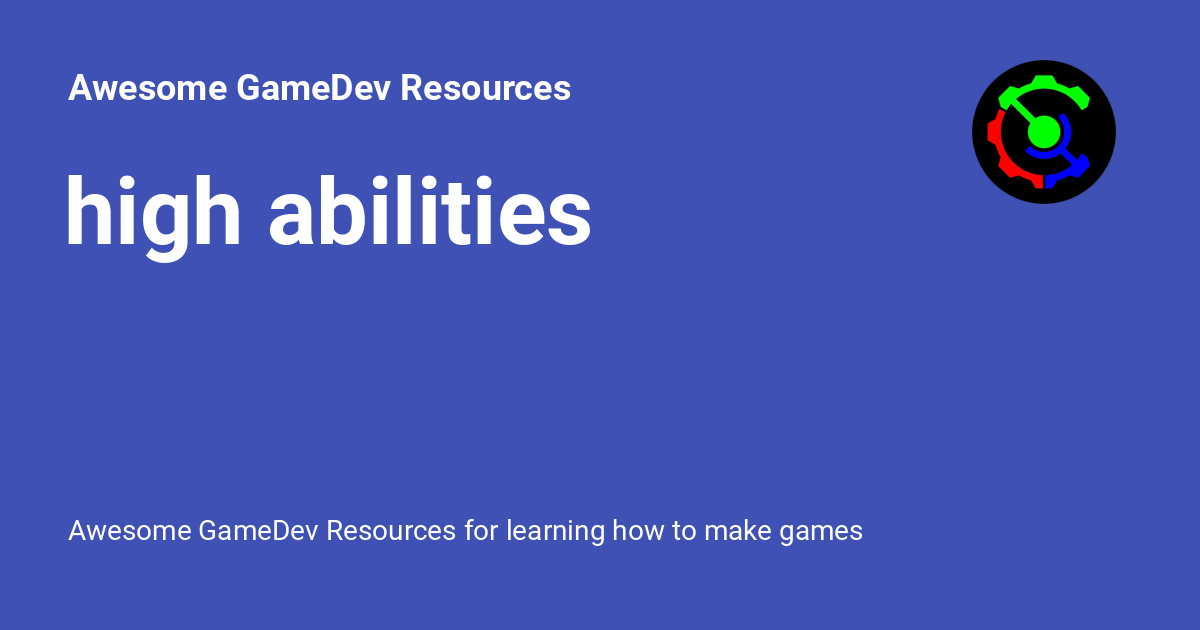 Awesome GameDev Resources
high abilities
Awesome GameDev Resources for learning how to make games